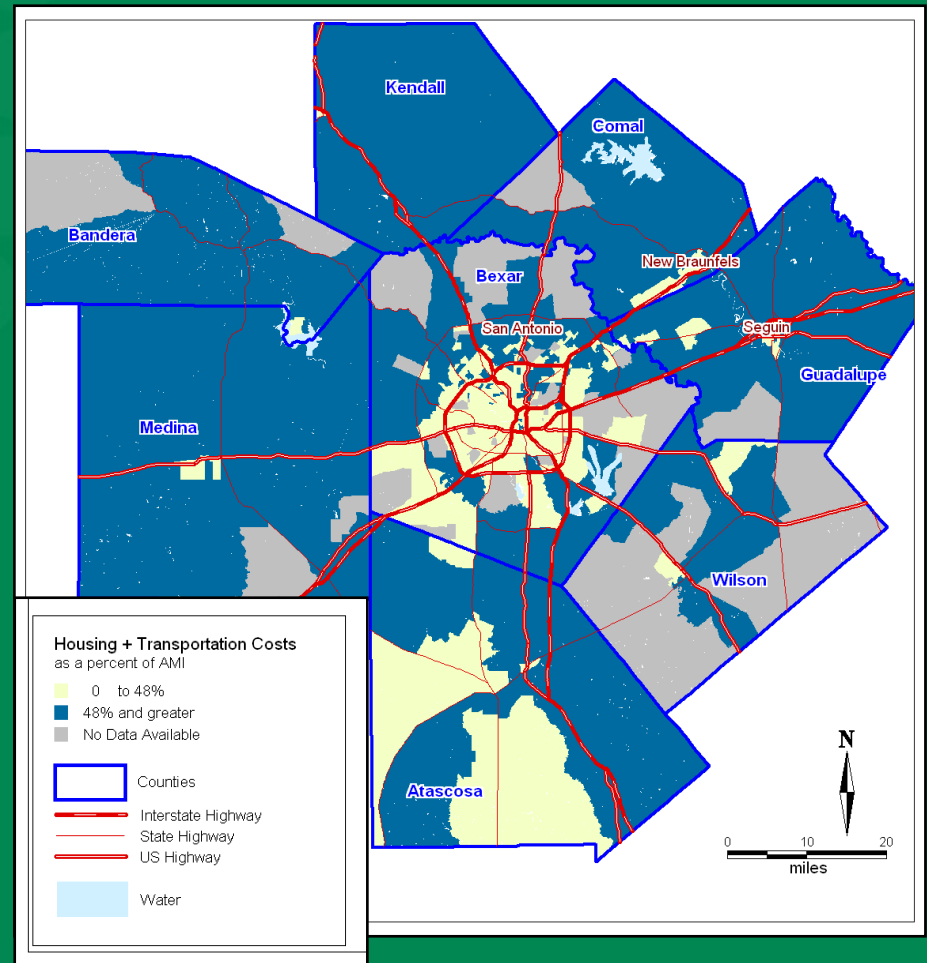 Kendall
Comal
Bandera
New Braunfels
Bexar
San Antonio
Seguin
Guadalupe
Medina
Wilson
Housing + Transportation Costs
as a percent of AMI
0 to 48%
48% and greater
No Data Available
Counties
Interstate Highway
State Highway
US Highway
Water
Atascosa
N
0 10 20
miles